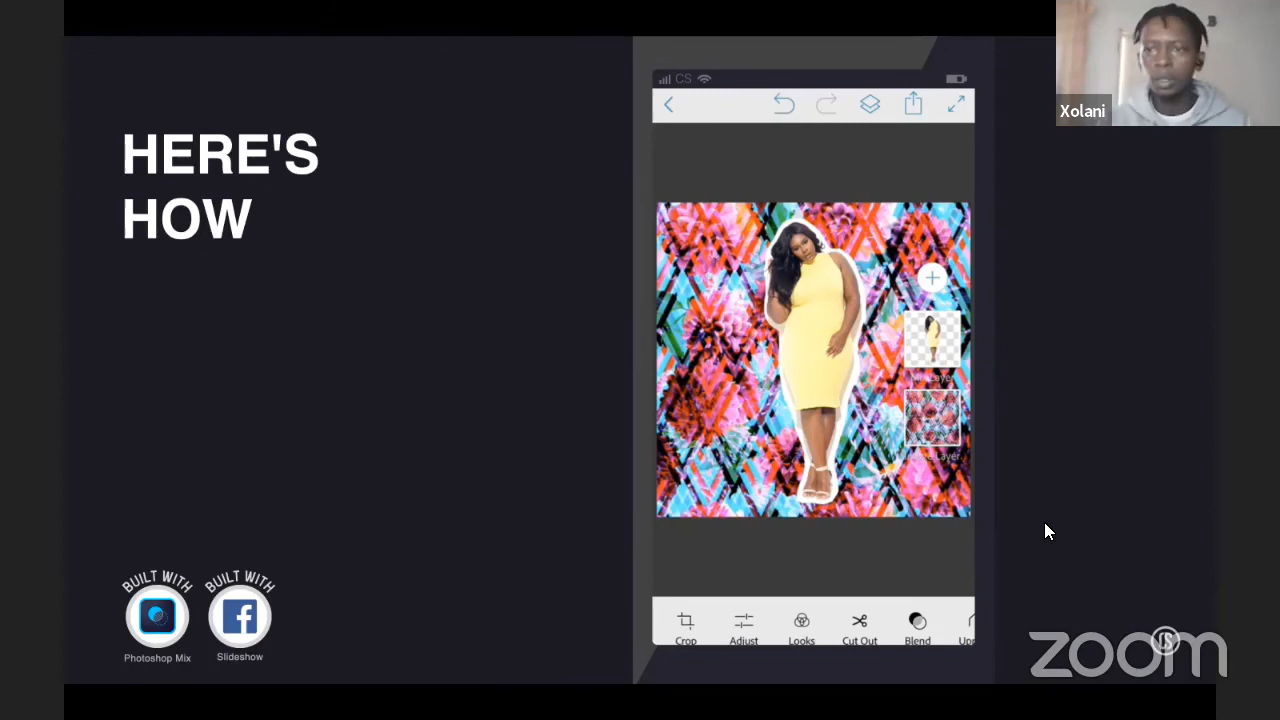 Xolani
CS
HERE'S
HOW
BUILT WITH
BUILT WITH
Photoshop Mix
Slideshow
Crop
Adjust
Looks
Cut Out
Blend
zoom